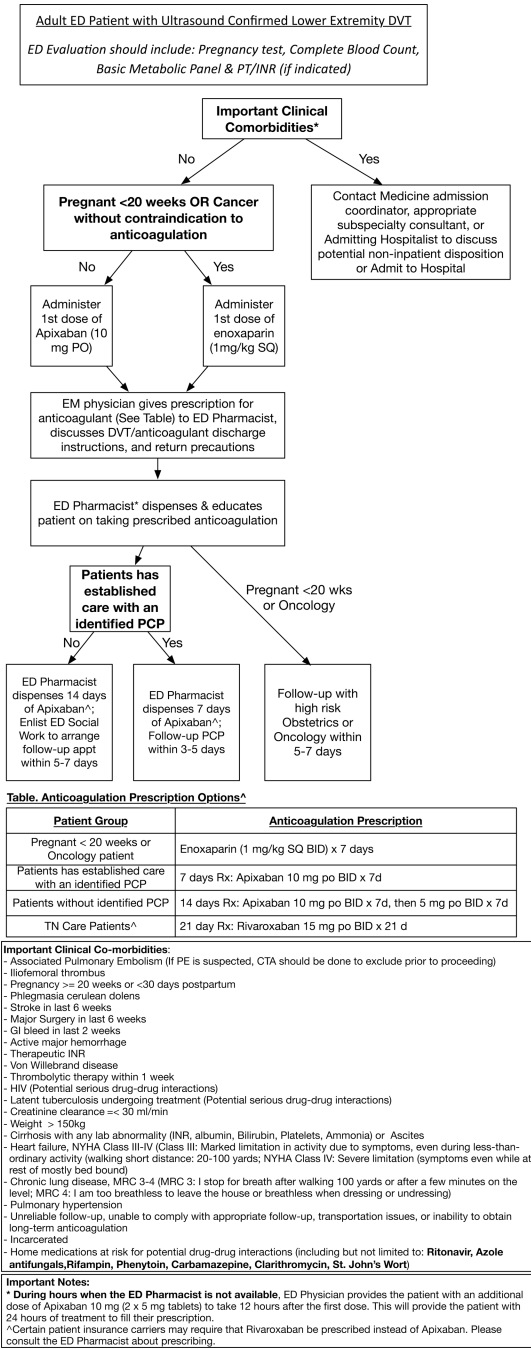 Adult ED Patient with Ultrasound Confirmed Lower Extremity DVT
ED Evaluation should include: Pregnancy test, Complete Blood Count,
Basic Metabolic Panel & PT/INR (if indicated)
Important Clinical
Comorbidities*
No
Yes
Pregnant <20 weeks OR Cancer
without contraindication to
anticoagulation
Contact Medicine admission
coordinator, appropriate
subspecialty consultant, or
Admitting Hospitalist to discuss
potential non-inpatient disposition
or Admit to Hospital
No
Yes
Administer
1st dose of
Apixaban (10
mg PO)
Administer
1st dose of
enoxaparin
(1mg/kg SQ)
EM physician gives prescription for
anticoagulant (See Table) to ED Pharmacist,
discusses DVT/anticoagulant discharge
instructions, and return precautions
ED Pharmacist* dispenses & educates
patient on taking prescribed anticoagulation
Patients has
established
care with an
identified PCP
Pregnant <20 wks
or Oncology
No
Yes
ED Pharmacist
dispenses 14 days
of Apixaban^;
Enlist ED Social
Work to arrange
follow-up appt
within 5-7 days
ED Pharmacist
dispenses 7 days
of Apixaban^;
Follow-up PCP
within 3-5 days
Follow-up with
high risk
Obstetrics or
Oncology within
5-7 days
Table. Anticoagulation Prescription Options^
Patient Group
Anticoagulation Prescription
Pregnant < 20 weeks or
Oncology patient
Enoxaparin (1 mg/kg SQ BID) x 7 days
Patients has established care
with an identified PCP
7 days Rx: Apixaban 10 mg po BID x 7d
Patients without identified PCP
14 days Rx: Apixaban 10 mg po BID x 7d, then 5 mg po BID x 7d
TN Care Patients^
21 day Rx: Rivaroxaban 15 mg po BID x 21 d
Important Clinical Co-morbidities:
- Associated Pulmonary Embolism (If PE is suspected, CTA should be done to exclude prior to proceeding)
- Iliofemoral thrombus
- Pregnancy >= 20 weeks or <30 days postpartum
- Phlegmasia cerulean dolens
- Stroke in last 6 weeks
- Major Surgery in last 6 weeks
- GI bleed in last 2 weeks
- Active major hemorrhage
- Therapeutic INR
- Von Willebrand disease
- Thrombolytic therapy within 1 week
- HIV (Potential serious drug-drug interactions)
- Latent tuberculosis undergoing treatment (Potential serious drug-drug interactions)
- Creatinine clearance =< 30 ml/min
- Weight > 150kg
- Cirrhosis with any lab abnormality (INR, albumin, Bilirubin, Platelets, Ammonia) or Ascites
- Heart failure, NYHA Class III-IV (Class III: Marked limitation in activity due to symptoms, even during less-than-
ordinary activity (walking short distance: 20-100 yards; NYHA Class IV: Severe limitation (symptoms even while at
rest of mostly bed bound)
- Chronic lung disease, MRC 3-4 (MRC 3: I stop for breath after walking 100 yards or after a few minutes on the
level; MRC 4: I am too breathless to leave the house or breathless when dressing or undressing)
- Pulmonary hypertension
- Unreliable follow-up, unable to comply with appropriate follow-up, transportation issues, or inability to obtain
long-term anticoagulation
- Incarcerated
- Home medications at risk for potential drug-drug interactions (including but not limited to: Ritonavir, Azole
antifungals,Rifampin, Phenytoin, Carbamazepine, Clarithromycin, St. John's Wort)
Important Notes:
* During hours when the ED Pharmacist is not available, ED Physician provides the patient with an additional
dose of Apixaban 10 mg (2 x 5 mg tablets) to take 12 hours after the first dose. This will provide the patient with
24 hours of treatment to fill their prescription.
^Certain patient insurance carriers may require that Rivaroxaban be prescribed instead of Apixaban. Please
consult the ED Pharmacist about prescribing.